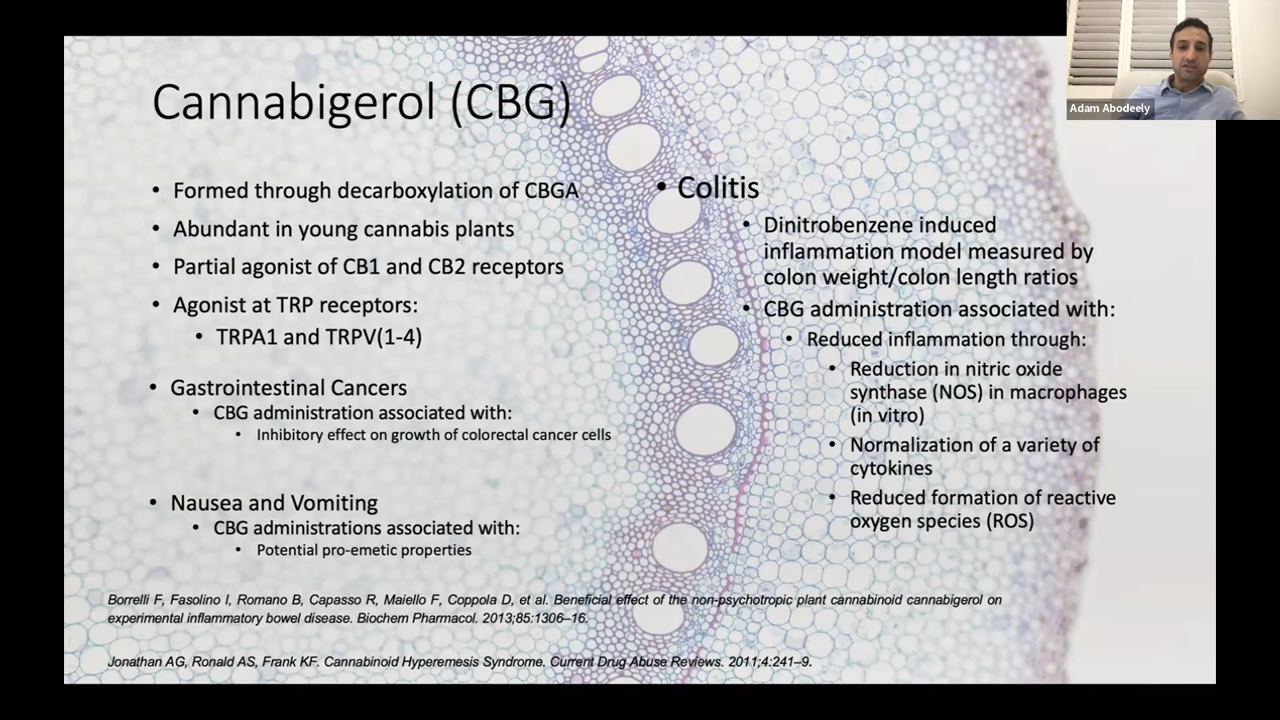 Adam Abodeely
Cannabigerol (CBG)
• Formed through decarboxylation of CBGA
• Abundant in young cannabis plants
• Partial agonist of CB1 and CB2 receptors
• Agonist at TRP receptors:
• TRPA1 and TRPV(1-4)
• Gastrointestinal Cancers
• CBG administration associated with:
• Inhibitory effect on growth of colorectal cancer cells
• Nausea and Vomiting
• CBG administrations associated with:
• Potential pro-emetic properties
• Colitis
• Dinitrobenzene induced
inflammation model measured by
colon weight/colon length ratios
• CBG administration associated with:
• Reduced inflammation through:
• Reduction in nitric oxide
synthase (NOS) in macrophages
(in vitro)
• Normalization of a variety of
cytokines
• Reduced formation of reactive
oxygen species (ROS)
Borrelli F, Fasolino I, Romano B, Capasso R, Maiello F, Coppola D, et al. Beneficial effect of the non-psychotropic plant cannabinoid cannabigerol on
experimental inflammatory bowel disease. Biochem Pharmacol. 2013;85:1306–16.
Jonathan AG, Ronald AS, Frank KF. Cannabinoid Hyperemesis Syndrome. Current Drug Abuse Reviews. 2011;4:241–9.